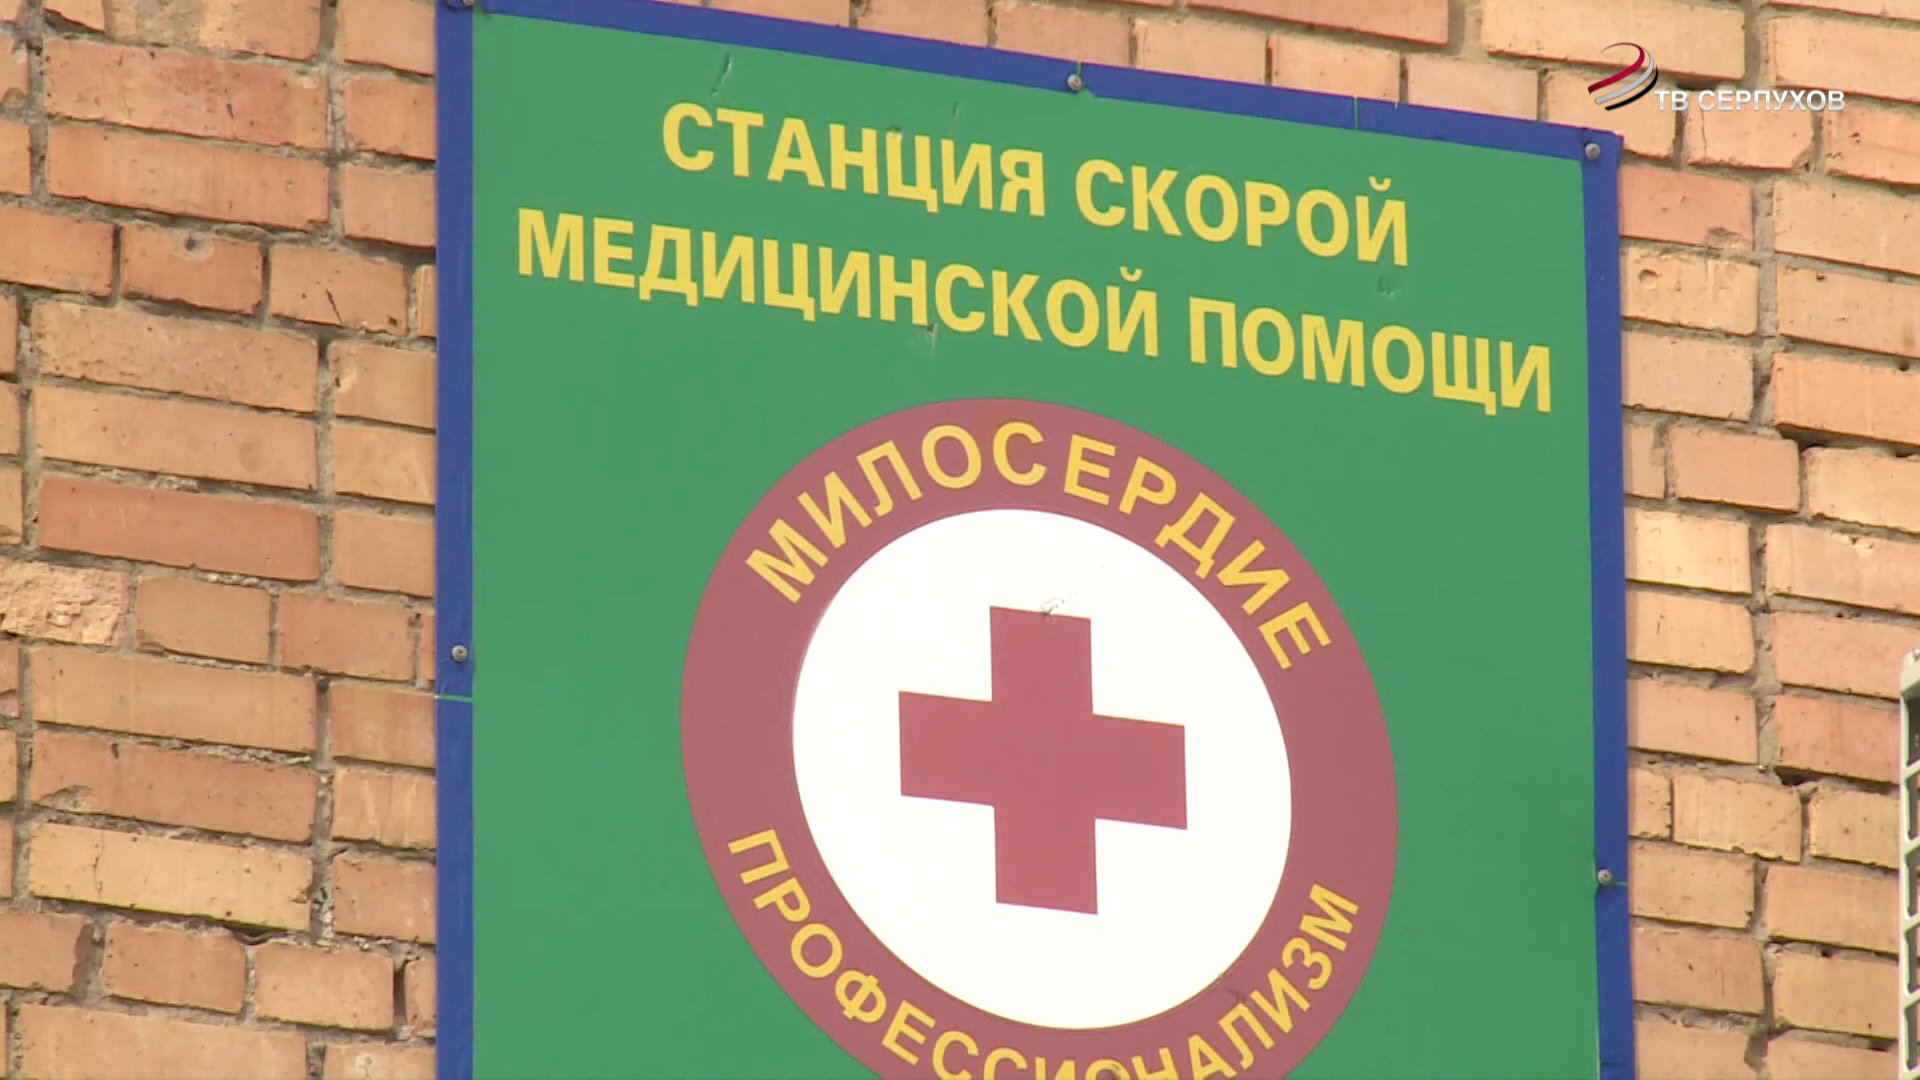 ТВ СЕРПУХОВ
СТАНЦИЯ СКОРОЙ
МЕДИЦИНСКОЙ ПОМОЩИ
МИЛОСЕРДИЕ
ПРОФЕССИОНАЛИЗМ